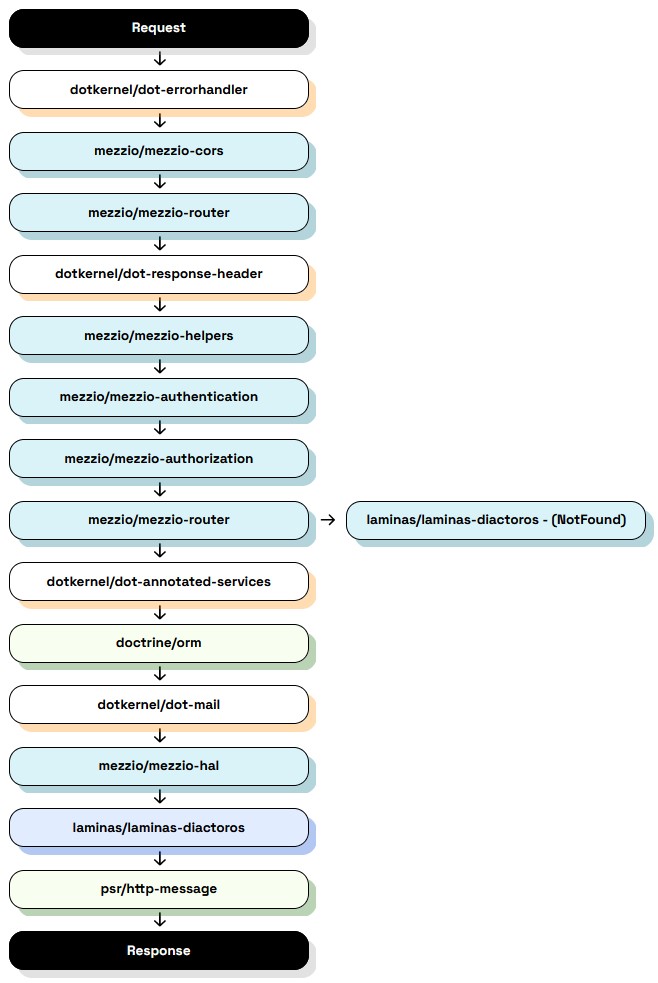 Request
dotkernel/dot-errorhandler
mezzio/mezzio-cors
mezzio/mezzio-router
dotkernel/dot-response-header
mezzio/mezzio-helpers
mezzio/mezzio-authentication
mezzio/mezzio-authorization
mezzio/mezzio-router
laminas/laminas-diactoros - (NotFound)
dotkernel/dot-annotated-services
doctrine/orm
dotkernel/dot-mail
mezzio/mezzio-hal
laminas/laminas-diactoros
psr/http-message
Response